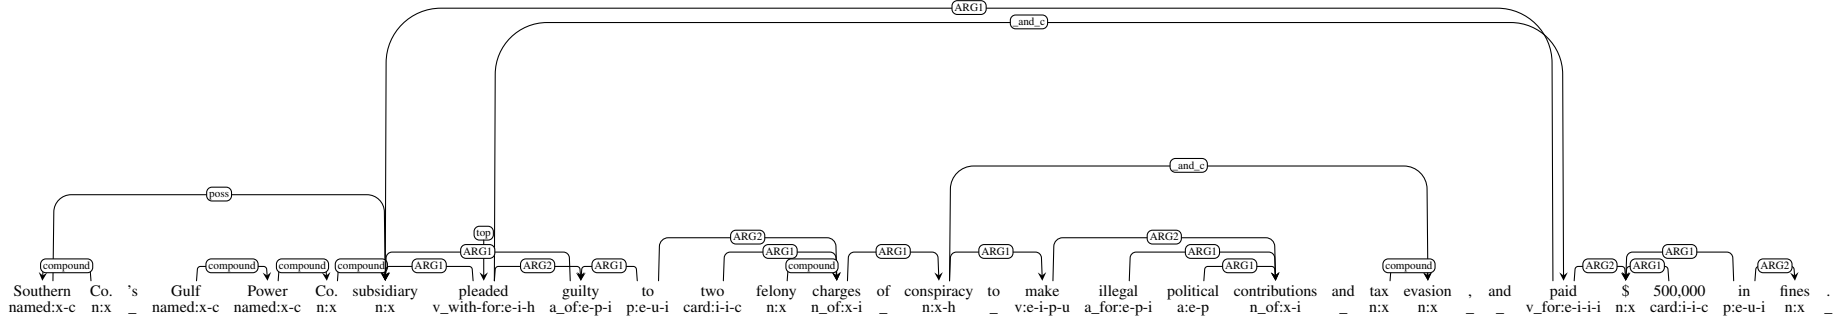 ARG1
_and_c
_and_c
poss
top
ARG2
ARG1 ARG1 ARG1 ARG1 ARG2 ARG1 ARG1
compound compound compound compound ARG1 ARG2 ARG1 compound ARG1 compound ARG2 ARG1 ARG2
Southern Co. 's Gulf Power Co. subsidiary pleaded guilty to two felony charges of conspiracy to make illegal political contributions and tax evasion , and paid $ 500,000 in fines .
named:x-c n:x _ named:x-c named:x-c n:x n:x v_with-for:e-i-h a_of:e-p-i p:e-u-i card:i-i-c n:x n_of:x-i _ n:x-h _ v:e-i-p-u a_for:e-p-i a:e-p n_of:x-i _ n:x n:x _ _ v_for:e-i-i-i n:x card:i-i-c p:e-u-i n:x _